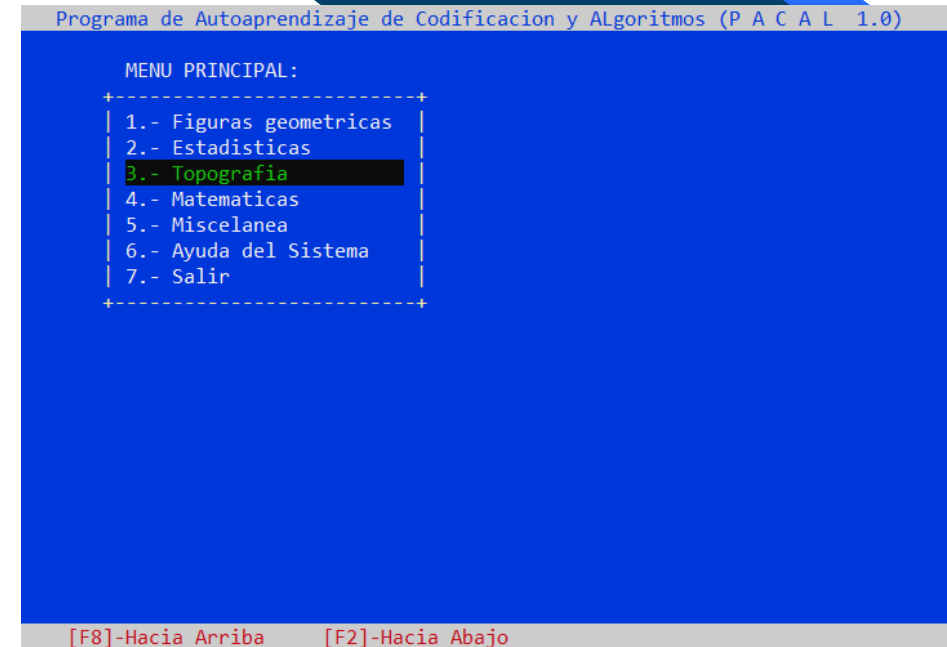 Programa de Autoaprendizaje de Codificacion y ALgoritmos (P A C A L 1.0)
MENU PRINCIPAL:
+--------------------------+
| 1.- Figuras geometricas |
| 2.- Estadisticas |
| 3.- Topografia |
| 4.- Matematicas |
| 5.- Miscelanea |
| 6.- Ayuda del Sistema |
| 7.- Salir |
+--------------------------+
[F8]-Hacia Arriba [F2]-Hacia Abajo